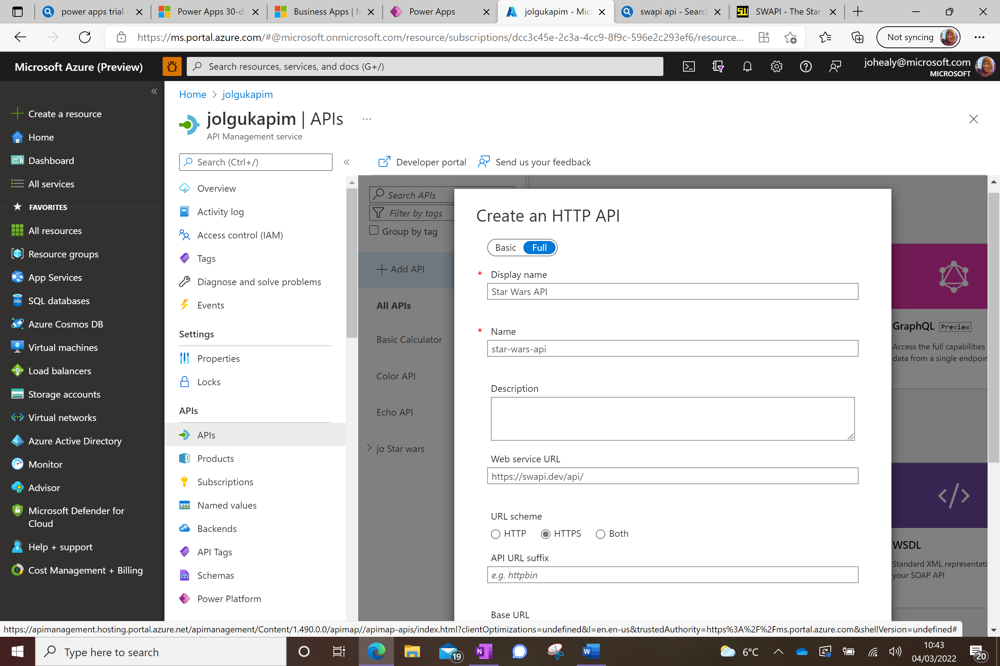 power apps trial -
Power Apps 30-da
Business Apps | M
Power Apps
jolgukapim - Micr
swapi api - Search
SWAPI - The Star
https://ms.portal.azure.com/#@microsoft.onmicrosoft.com/resource/subscriptions/dcc3c45e-2c3a-4cc9-8f9c-596e2c293ef6/resource...
Not syncing
Microsoft Azure (Preview)
Search resources, services, and docs (G+/)
johealy@microsoft.com
MICROSOFT
Create a resource
Home
Dashboard
All services
FAVORITES
All resources
Resource groups
App Services
SQL databases
Azure Cosmos DB
Virtual machines
Load balancers
Storage accounts
Virtual networks
Azure Active Directory
Monitor
Advisor
Microsoft Defender for
Cloud
Help + support
Cost Management + Billing
Home > jolgukapim
jolgukapim | APIs ...
API Management service
Search (Ctrl+/)
Overview
Activity log
Access control (IAM)
Tags
Diagnose and solve problems
Events
Settings
Properties
Locks
APIs
APIs
Products
Subscriptions
Named values
Backends
API Tags
Schemas
Power Platform
Developer portal
Send us your feedback
Search APIs
Filter by tags
Group by tag
+ Add API
All APIs
Basic Calculator
Color API
Echo API
> jo Star wars
Create an HTTP API
Basic Full
* Display name
Star Wars API
* Name
star-wars-api
Description
Web service URL
https://swapi.dev/api/
URL scheme
HTTP HTTPS Both
API URL suffix
e.g. httpbin
Base URL
GraphQL Preview
Access the full capabilities
data from a single endpoin
WSDL
Standard XML representati
your SOAP API
https://apimanagement.hosting.portal.azure.net/apimanagement/Content/1.490.0.0/apimap//apimap-apis/index.html?clientOptimizations=undefined&l=en.en-us&trustedAuthority=https%3A%2F%2Fms.portal.azure.com&shellVersion=undefined#
Type here to search
19
6°C
10:43
04/03/2022
20